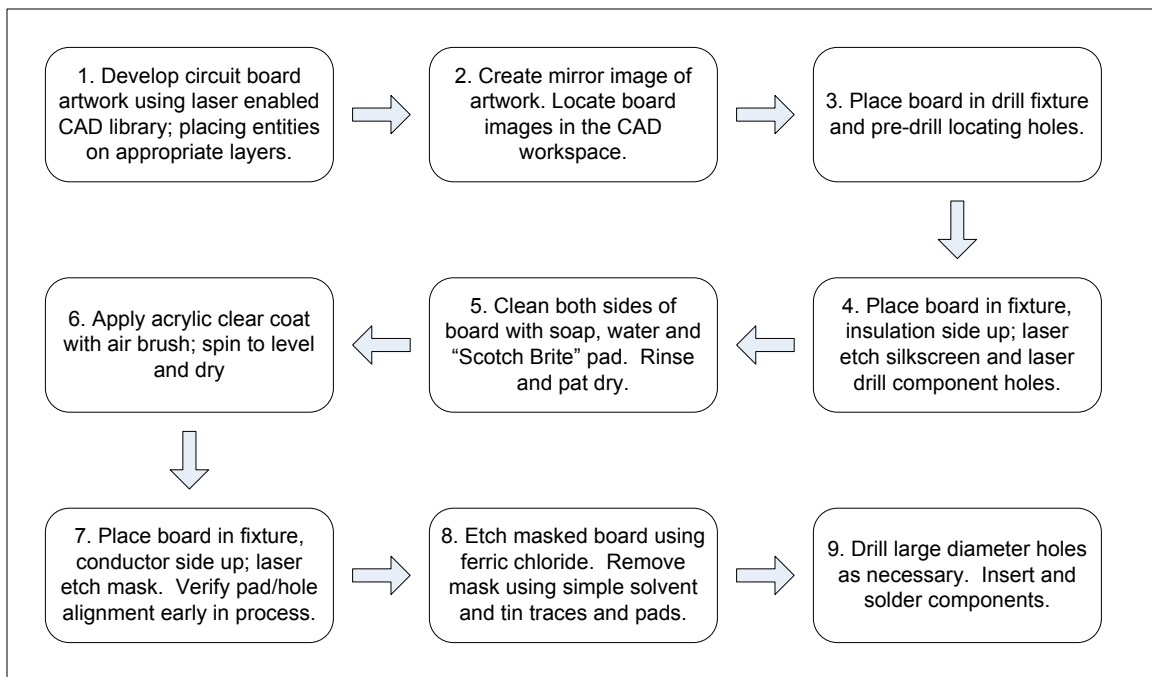 1. Develop circuit board
artwork using laser enabled
CAD library; placing entities
on appropriate layers.
2. Create mirror image of
artwork. Locate board
images in the CAD
workspace.
3. Place board in drill fixture
and pre-drill locating holes.
4. Place board in fixture,
insulation side up; laser
etch silkscreen and laser
drill component holes.
5. Clean both sides of
board with soap, water and
“Scotch Brite” pad. Rinse
and pat dry.
6. Apply acrylic clear coat
with air brush; spin to level
and dry
7. Place board in fixture,
conductor side up; laser
etch mask. Verify pad/hole
alignment early in process.
8. Etch masked board using
ferric chloride. Remove
mask using simple solvent
and tin traces and pads.
9. Drill large diameter holes
as necessary. Insert and
solder components.